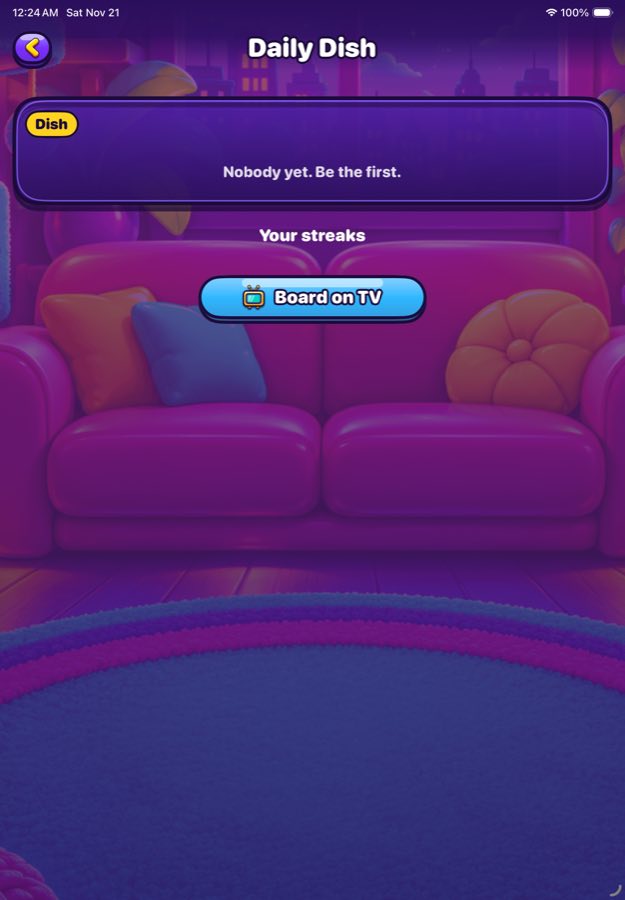 12:24 AM Sat Nov 21 100%
Daily Dish
Dish
Nobody yet. Be the first.
Your streaks
Board on TV